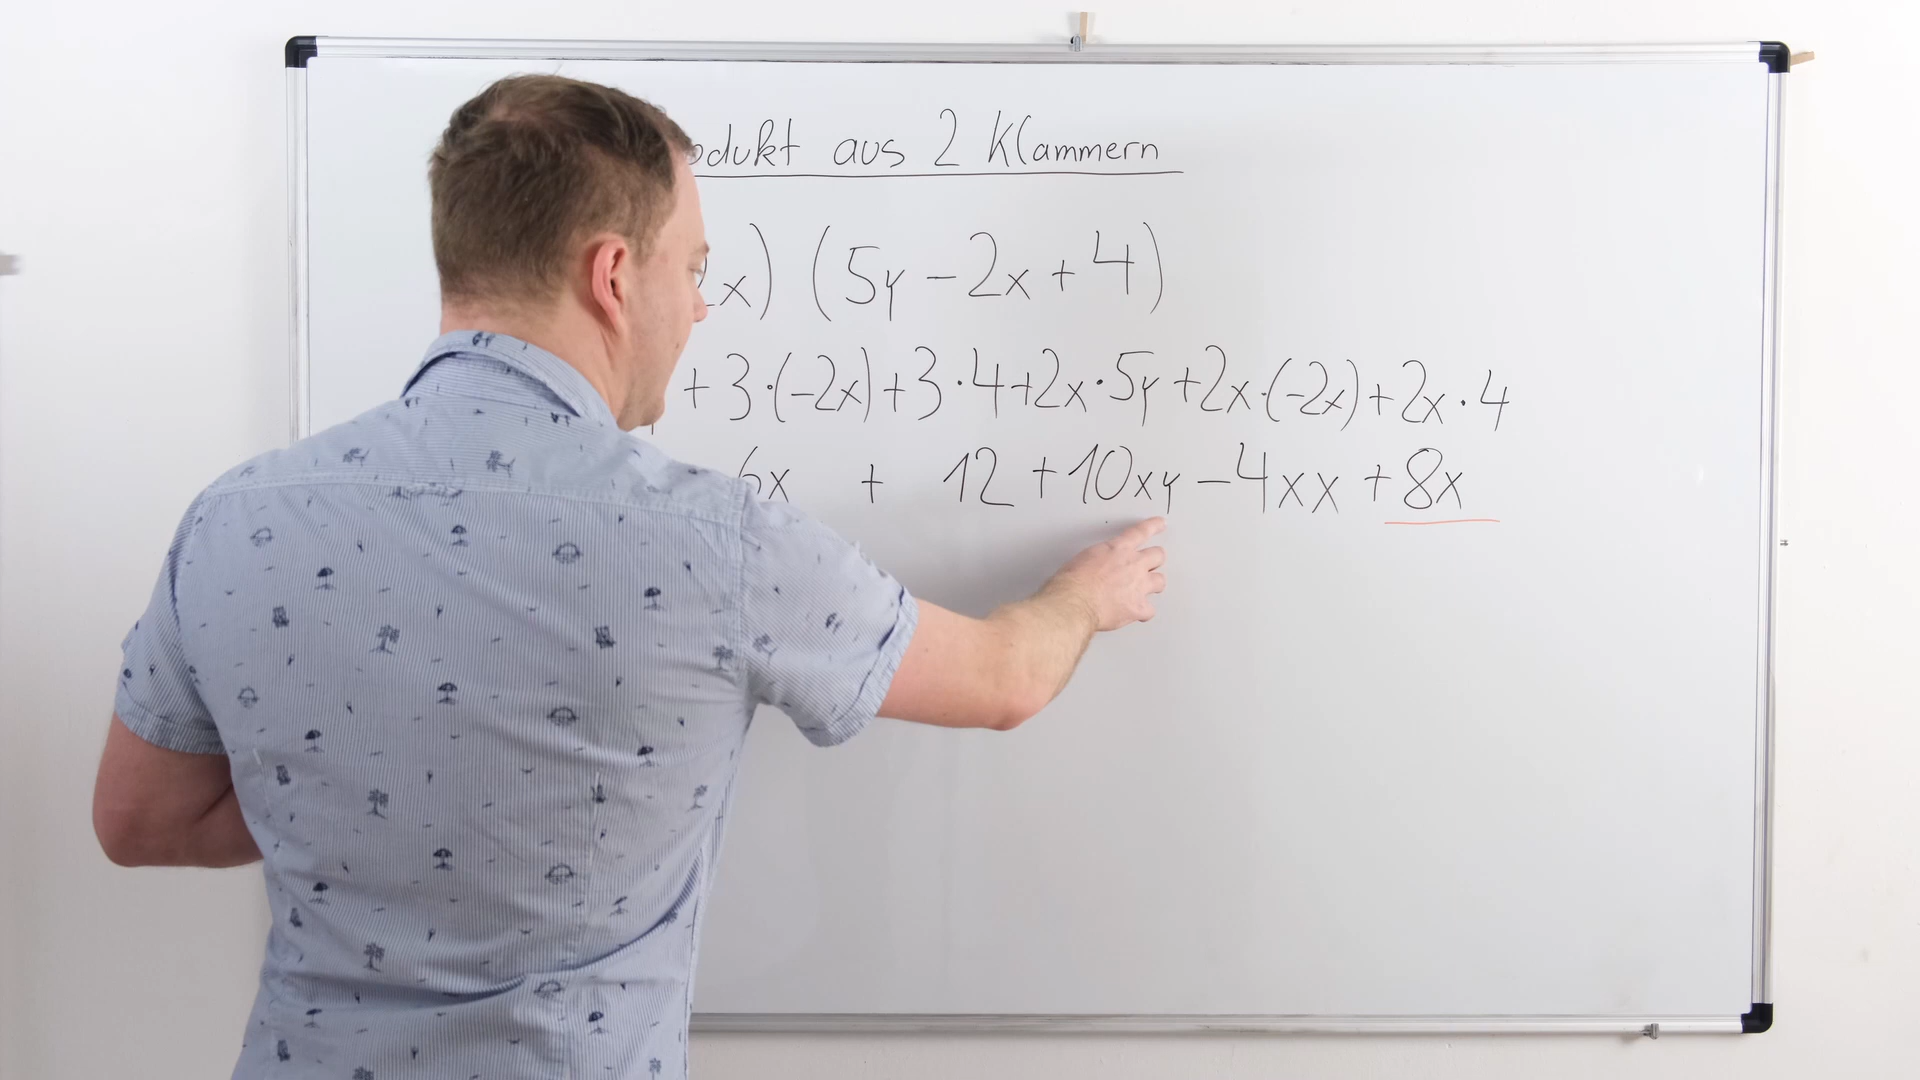 odukt aus 2 Klammern
2x) (5y - 2x + 4)
+ 3·(-2x) + 3·4 + 2x·5y + 2x·(-2x) + 2x·4
6x + 12 + 10xy - 4xx + 8x